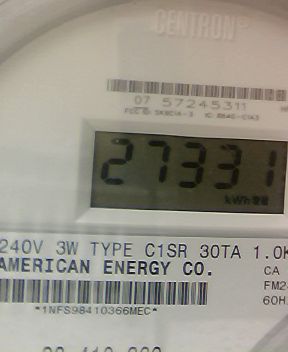 CENTRON®
07 57245311
27331
kWh
240V 3W TYPE C1SR 30TA 1.0K
AMERICAN ENERGY CO.
CA
FM2
60H
*1NFS98410366MEC*